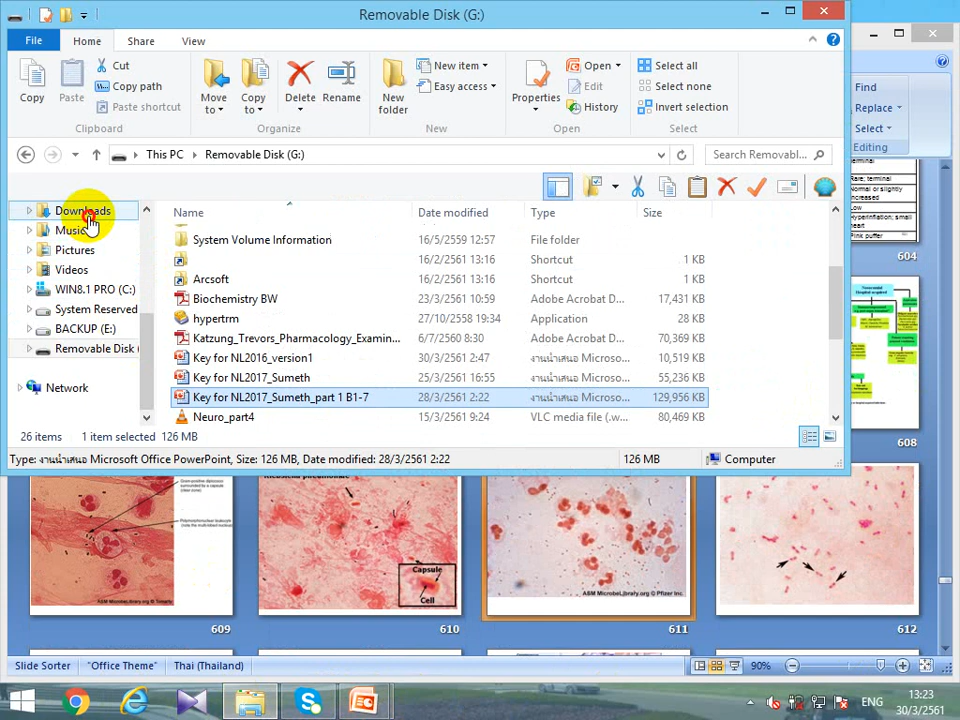 Removable Disk (G:)
File
Home
Share
View
Copy
Paste
Cut
Copy path
Paste shortcut
Clipboard
Move
to
Copy
to
Delete
Rename
Organize
New
folder
New item
Easy access
New
Properties
Open
Edit
History
Open
Select all
Select none
Invert selection
Select
Find
Replace
Select
Editing
This PC
Removable Disk (G:)
Search Removabl...
Downloads
Music
Pictures
Videos
WIN8.1 PRO (C:)
System Reserved
BACKUP (E:)
Removable Disk (
Network
Name
Date modified
Type
Size
System Volume Information 16/5/2559 12:57 File folder
16/2/2561 13:16 Shortcut 1 KB
Arcsoft 16/2/2561 13:16 Shortcut 1 KB
Biochemistry BW 23/3/2561 10:59 Adobe Acrobat D... 17,431 KB
hypertrm 27/10/2558 19:34 Application 28 KB
Katzung_Trevors_Pharmacology_Examin... 6/7/2560 8:30 Adobe Acrobat D... 70,369 KB
Key for NL2016_version1 30/3/2561 2:47 งานนำเสนอ Microso... 10,519 KB
Key for NL2017_Sumeth 25/3/2561 16:55 งานนำเสนอ Microso... 55,236 KB
Key for NL2017_Sumeth_part 1 B1-7 28/3/2561 2:22 งานนำเสนอ Microso... 129,956 KB
Neuro_part4 15/3/2561 9:24 VLC media file (.w... 80,469 KB
26 items 1 item selected 126 MB
Type: งานนำเสนอ Microsoft Office PowerPoint, Size: 126 MB, Date modified: 28/3/2561 2:22
126 MB
Computer
Rare; terminal
Normal or slightly
increased
Low
Hyperinflation; small
heart
Pink puffer
604
608
Capsule
Cell
609
610
611
612
Slide Sorter
"Office Theme"
Thai (Thailand)
90%
ENG
13:23
30/3/2561